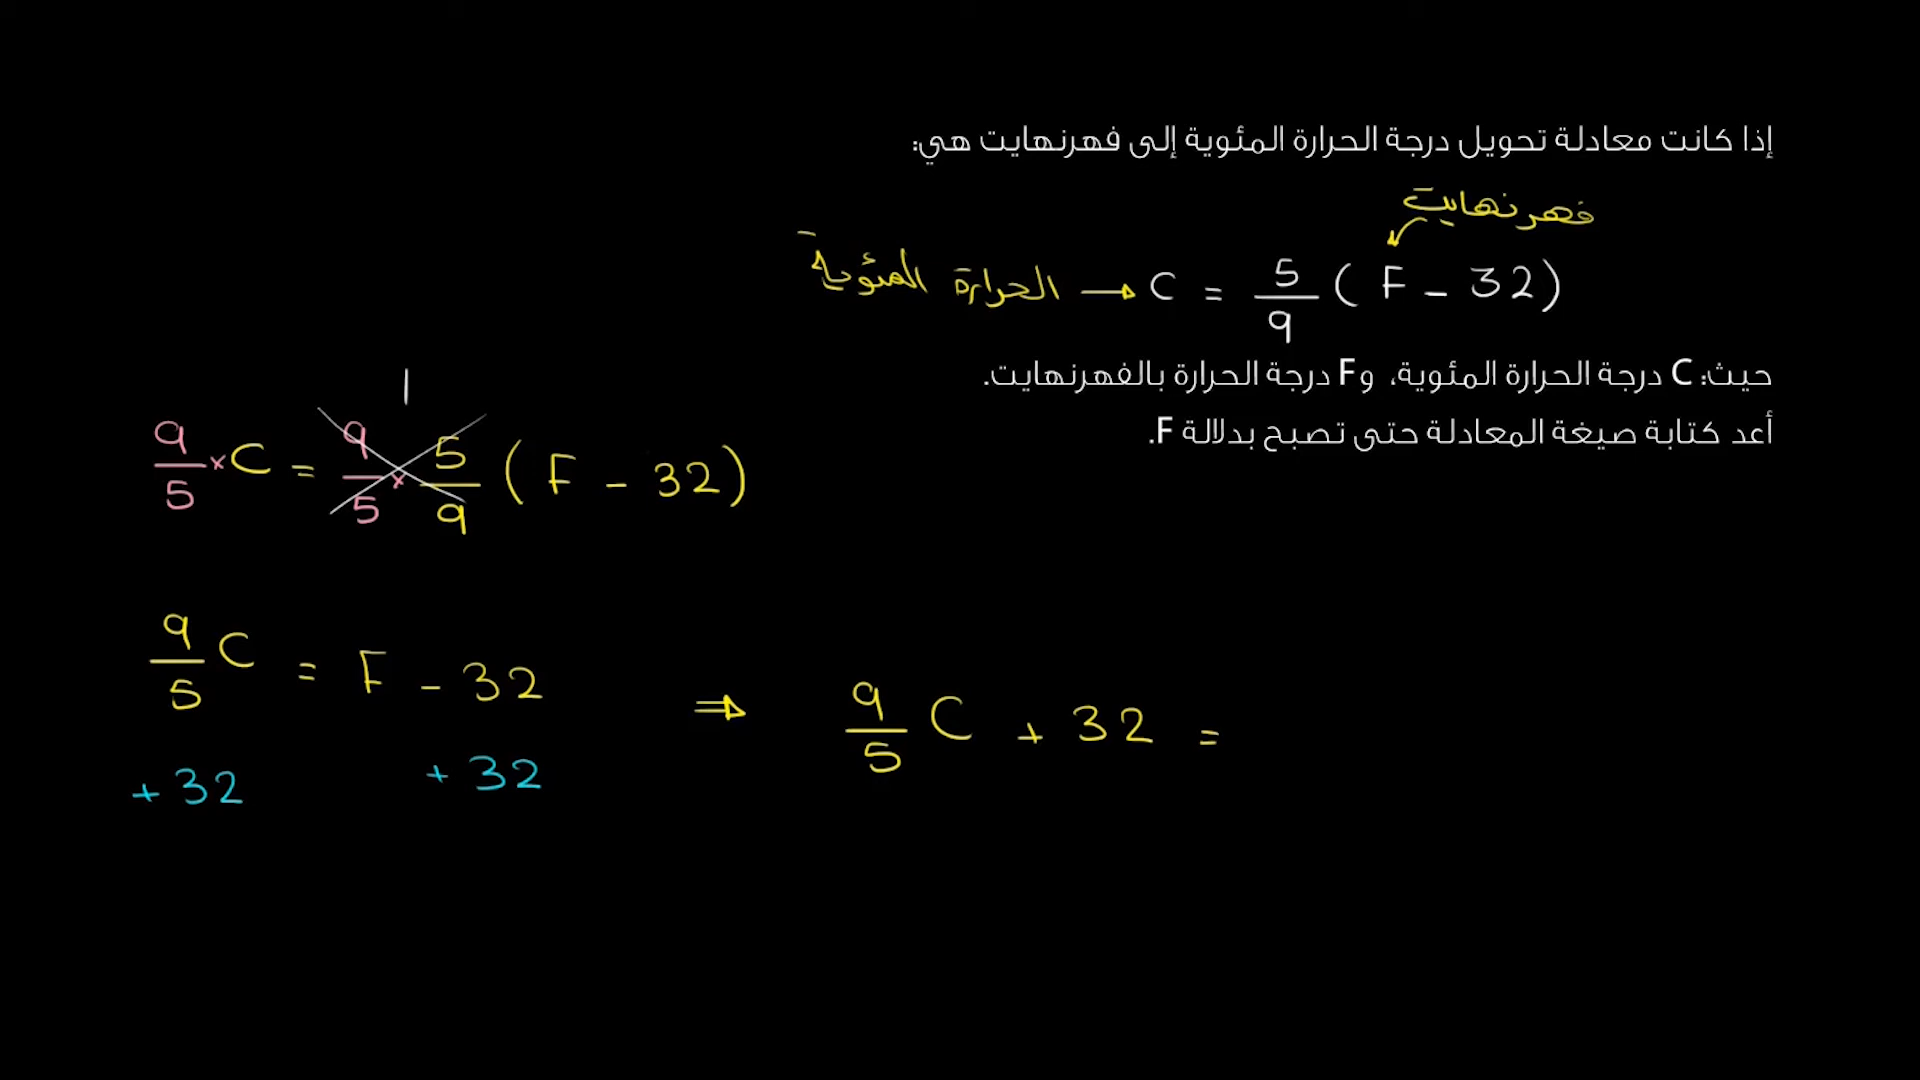 إذا كانت معادلة تحويل درجة الحرارة المئوية إلى فهرنهايت هي:
فهرنهايت
الحرارة المئوية → C = 5/9 ( F - 32)
حيث: C درجة الحرارة المئوية، وF درجة الحرارة بالفهرنهايت.
أعد كتابة صيغة المعادلة حتى تصبح بدلالة F.
1
9/5 × C = 9/5 × 5/9 ( F - 32)
9/5 C = F - 32 ⇒ 9/5 C + 32 =
+ 32 + 32